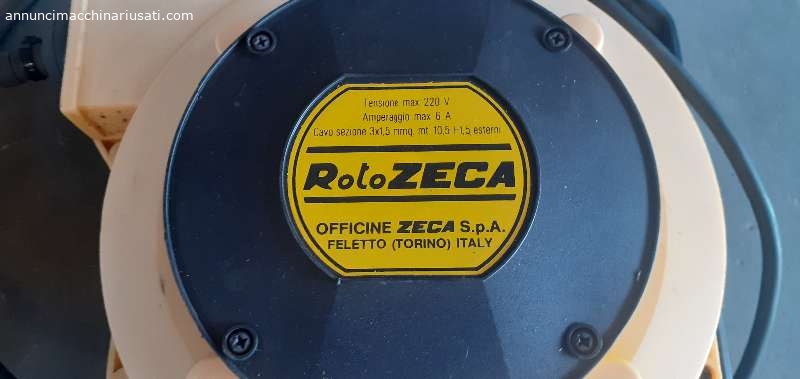 annuncimacchinariusati.com
Tensione max 220 V
Amperaggio max 6 A
Cavo sezione 3x1,5 mmq. mt 10,5 +1,5 esterni
RotoZECA
OFFICINE ZECA S.p.A.
FELETTO (TORINO) ITALY